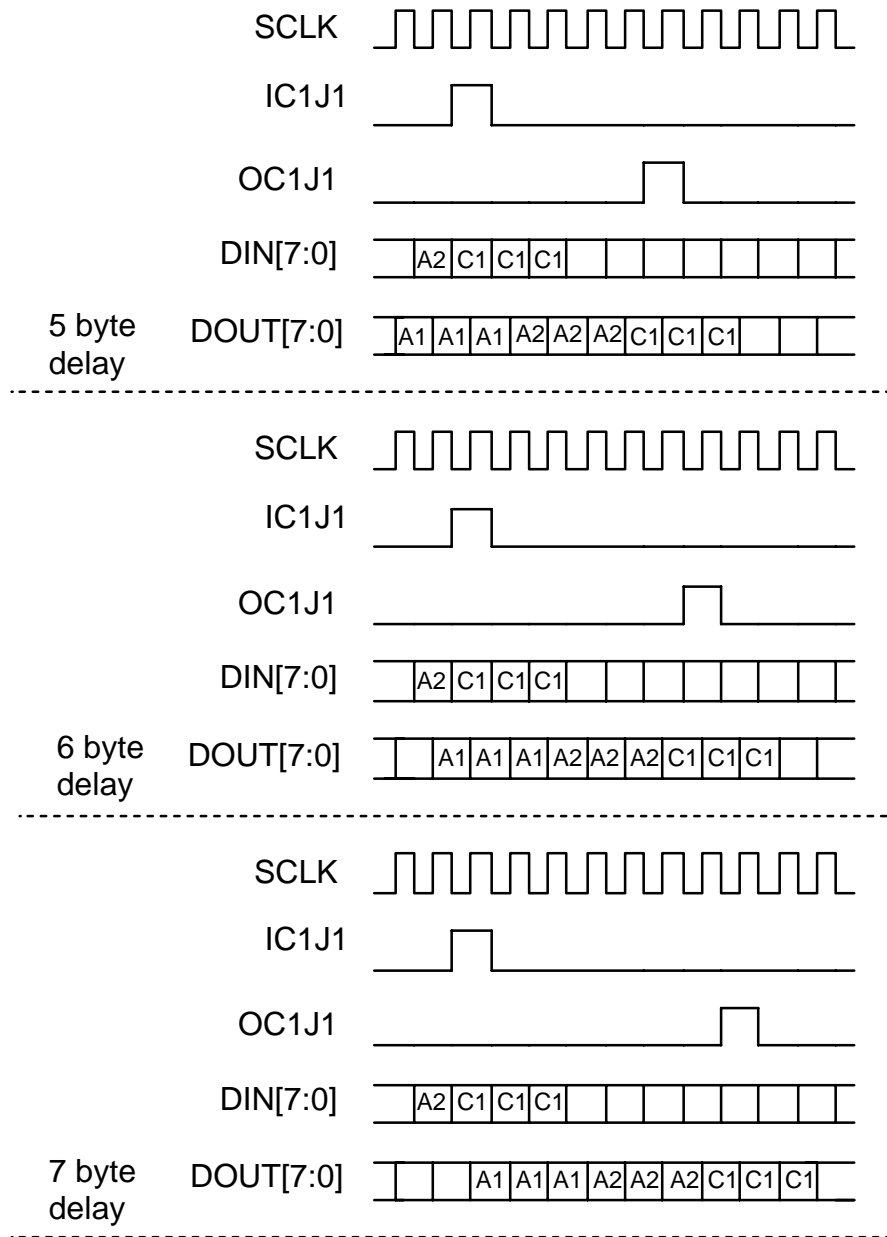 SCLK
IC1J1
OC1J1
DIN[7:0] A2 C1 C1 C1
5 byte
delay
DOUT[7:0] A1 A1 A1 A2 A2 A2 C1 C1 C1
SCLK
IC1J1
OC1J1
DIN[7:0] A2 C1 C1 C1
6 byte
delay
DOUT[7:0] A1 A1 A1 A2 A2 A2 C1 C1 C1
SCLK
IC1J1
OC1J1
DIN[7:0] A2 C1 C1 C1
7 byte
delay
DOUT[7:0] A1 A1 A1 A2 A2 A2 C1 C1 C1